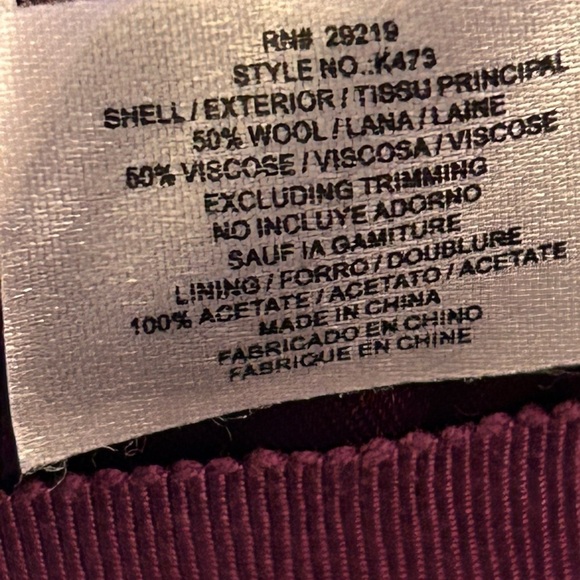 RN# 29219
STYLE NO.:K473
SHELL / EXTERIOR / TISSU PRINCIPAL
50% WOOL / LANA / LAINE
50% VISCOSE / VISCOSA / VISCOSE
EXCLUDING TRIMMING
NO INCLUYE ADORNO
SAUF IA GAMITURE
LINING / FORRO / DOUBLURE
100% ACETATE / ACETATO / ACETATE
MADE IN CHINA
FABRICADO EN CHINO
FABRIQUE EN CHINE